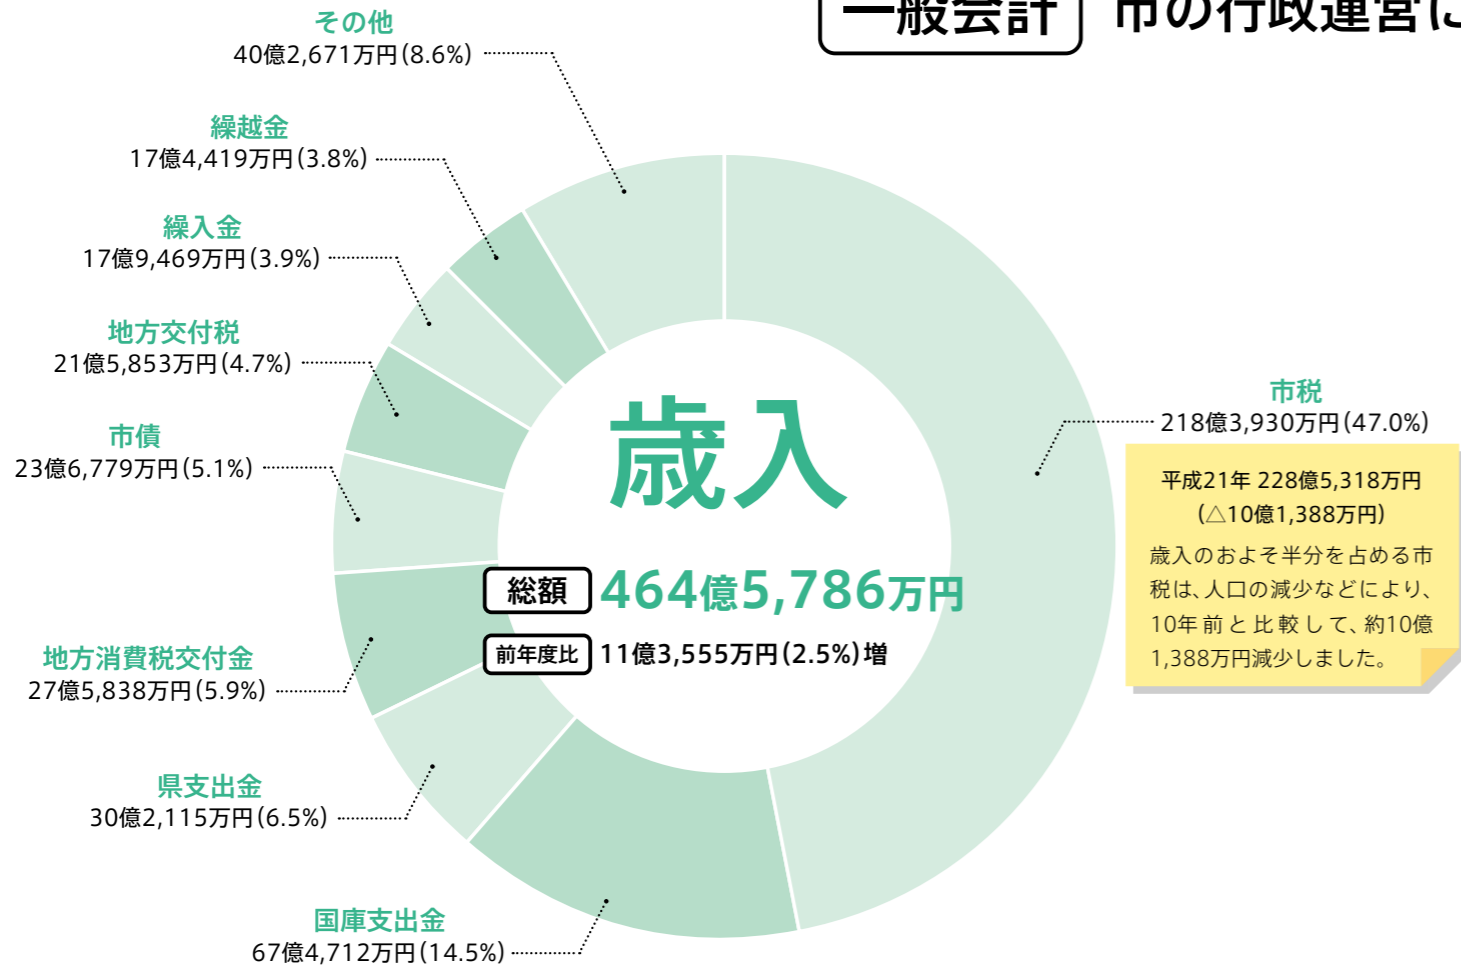 一般会計 市の行政運営に
その他
40億2,671万円(8.6%)
繰越金
17億4,419万円(3.8%)
繰入金
17億9,469万円(3.9%)
地方交付税
21億5,853万円(4.7%)
市債
23億6,779万円(5.1%)
地方消費税交付金
27億5,838万円(5.9%)
県支出金
30億2,115万円(6.5%)
国庫支出金
67億4,712万円(14.5%)
歳入
総額 464億5,786万円
前年度比 11億3,555万円(2.5%)増
市税
218億3,930万円(47.0%)
平成21年 228億5,318万円
(△10億1,388万円)
歳入のおよそ半分を占める市
税は、人口の減少などにより、
10年前と比較して、約10億
1,388万円減少しました。